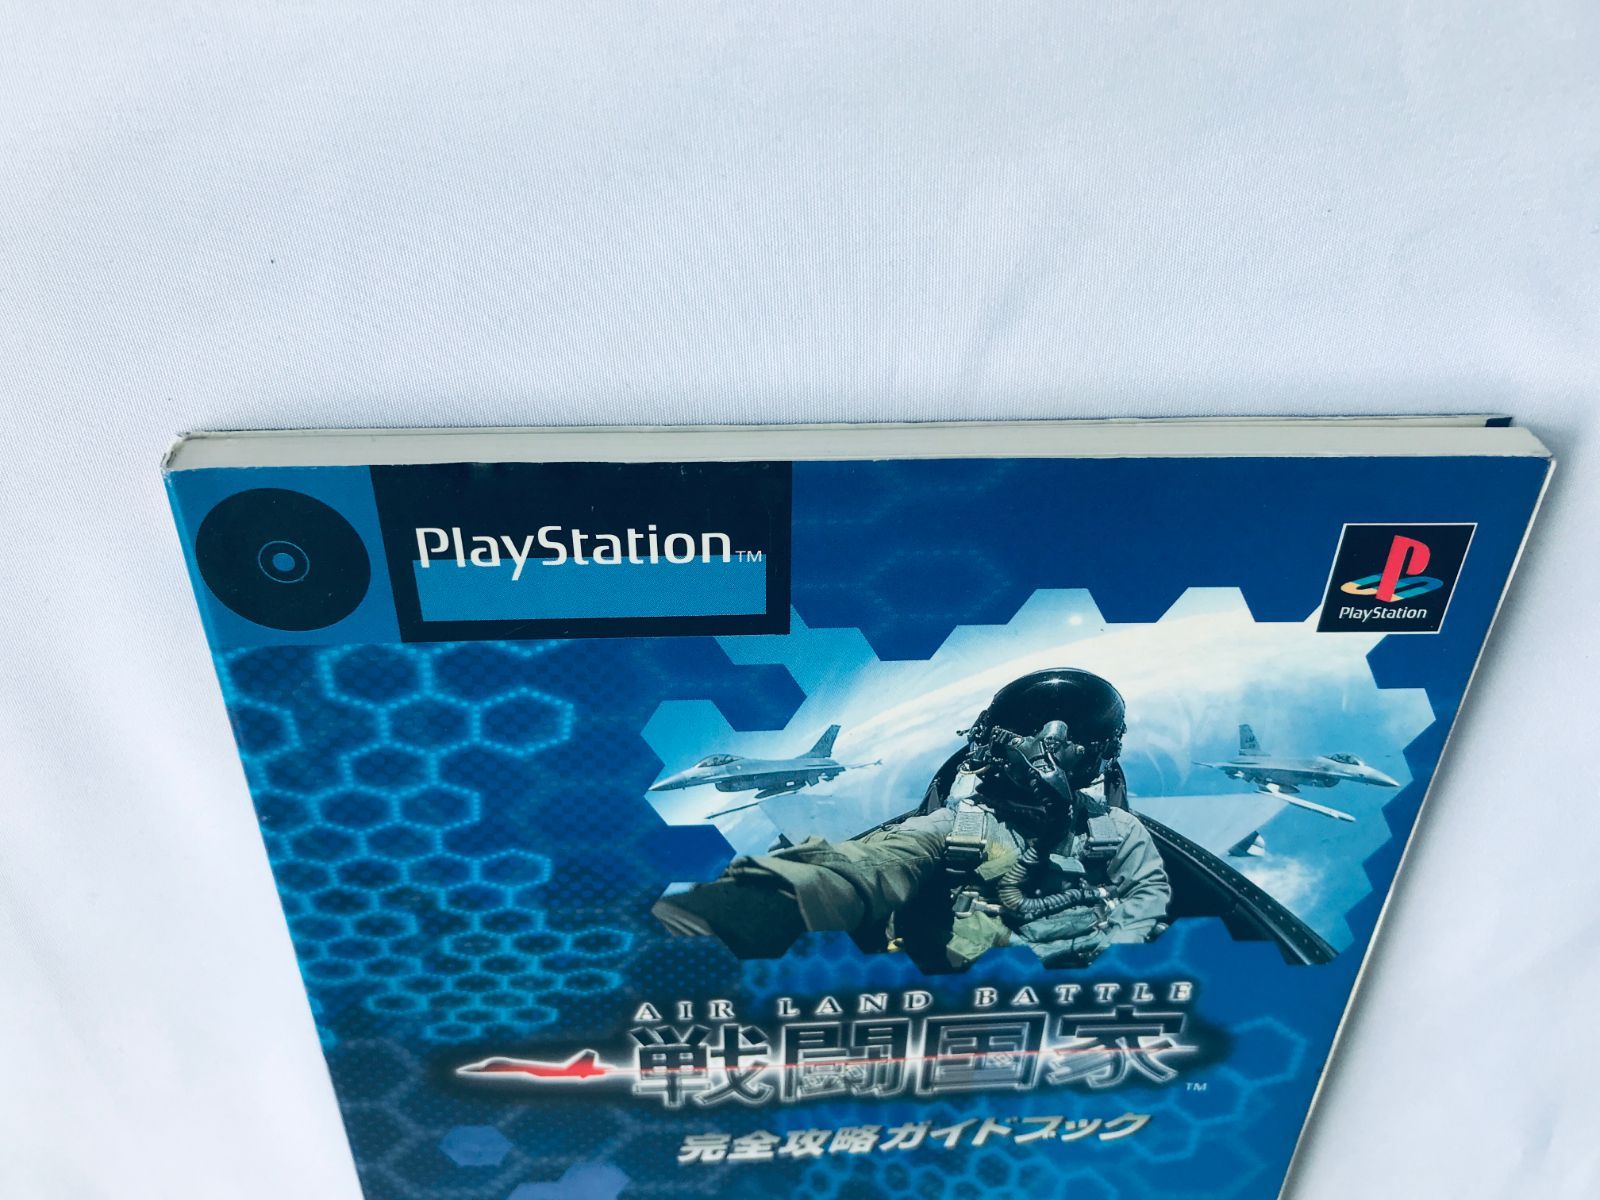 PlayStation™
PlayStation
AIR LAND BATTLE
戦闘国家™
完全攻略ガイドブック